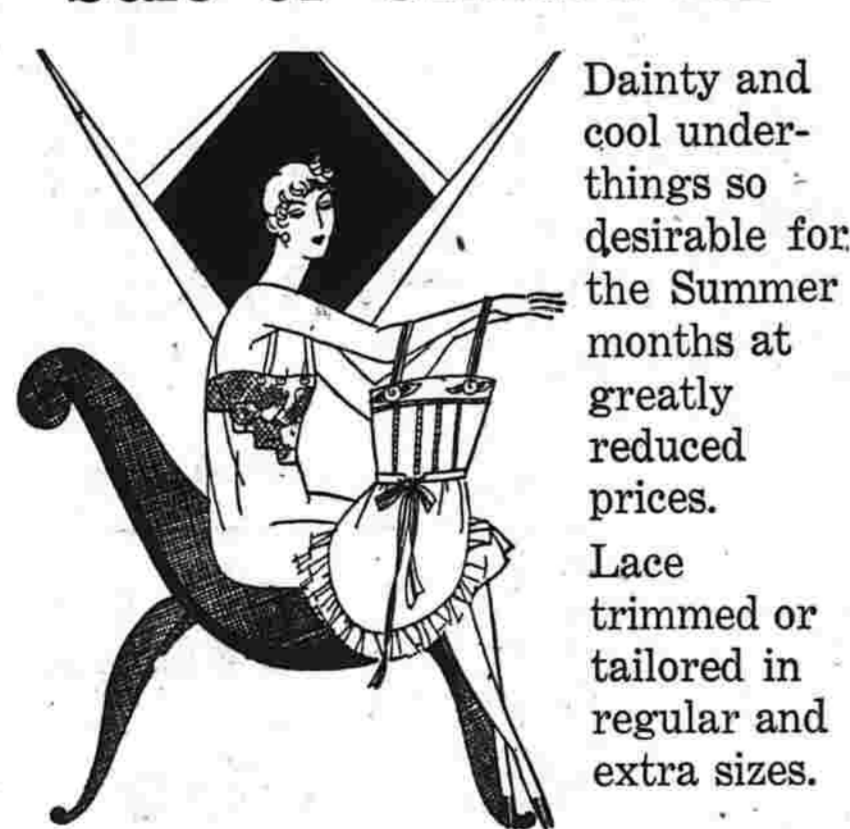 Dainty and
cool under-
things so
desirable for
the Summer
months at
greatly
reduced
prices.
Lace
trimmed or
tailored in
regular and
extra sizes.